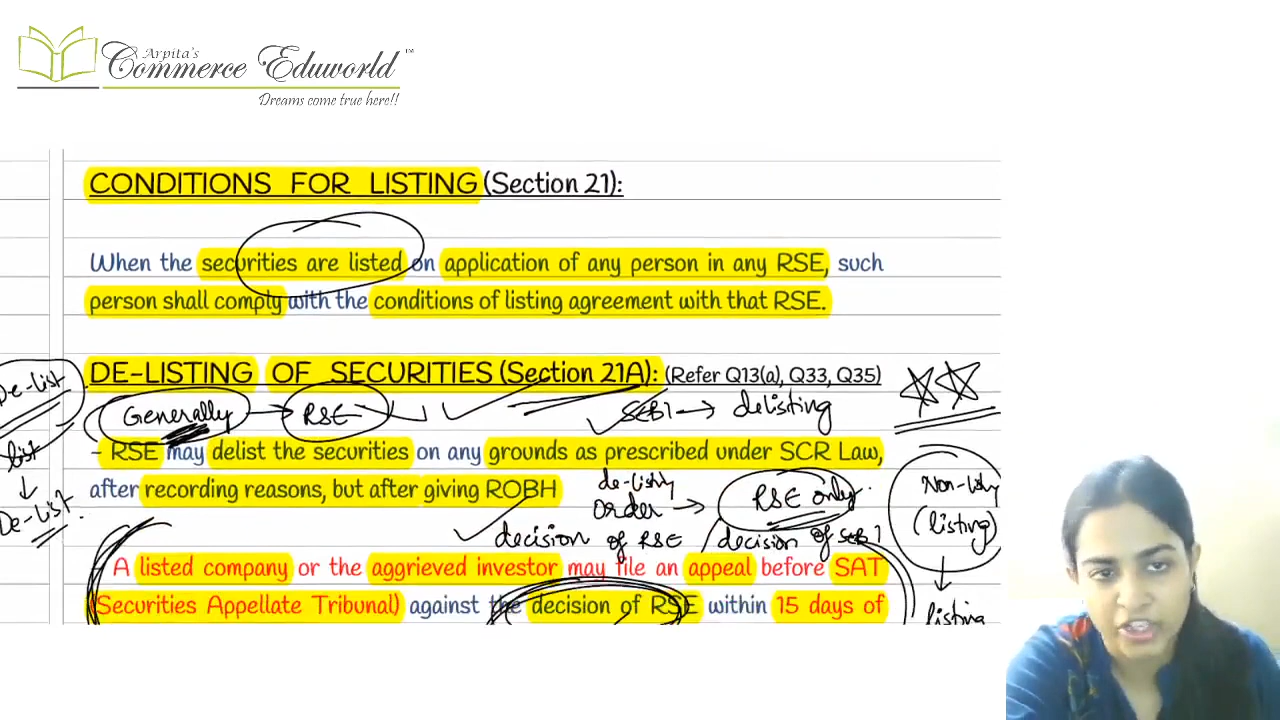 Arpita's
Commerce Eduworld™
Dreams come true here!!
CONDITIONS FOR LISTING (Section 21):
When the securities are listed on application of any person in any RSE, such
person shall comply with the conditions of listing agreement with that RSE.
De-list
list
De-List
DE-LISTING OF SECURITIES (Section 21A): (Refer Q13(a), Q33, Q35)
Generally → RSE
SEBI → delisting
- RSE may delist the securities on any grounds as prescribed under SCR Law,
after recording reasons, but after giving ROBH
order → RSE only.
decision of RSE / decision of SEBI
(listing)
listing
A listed company or the aggrieved investor may file an appeal before SAT
(Securities Appellate Tribunal) against the decision of RSE within 15 days of